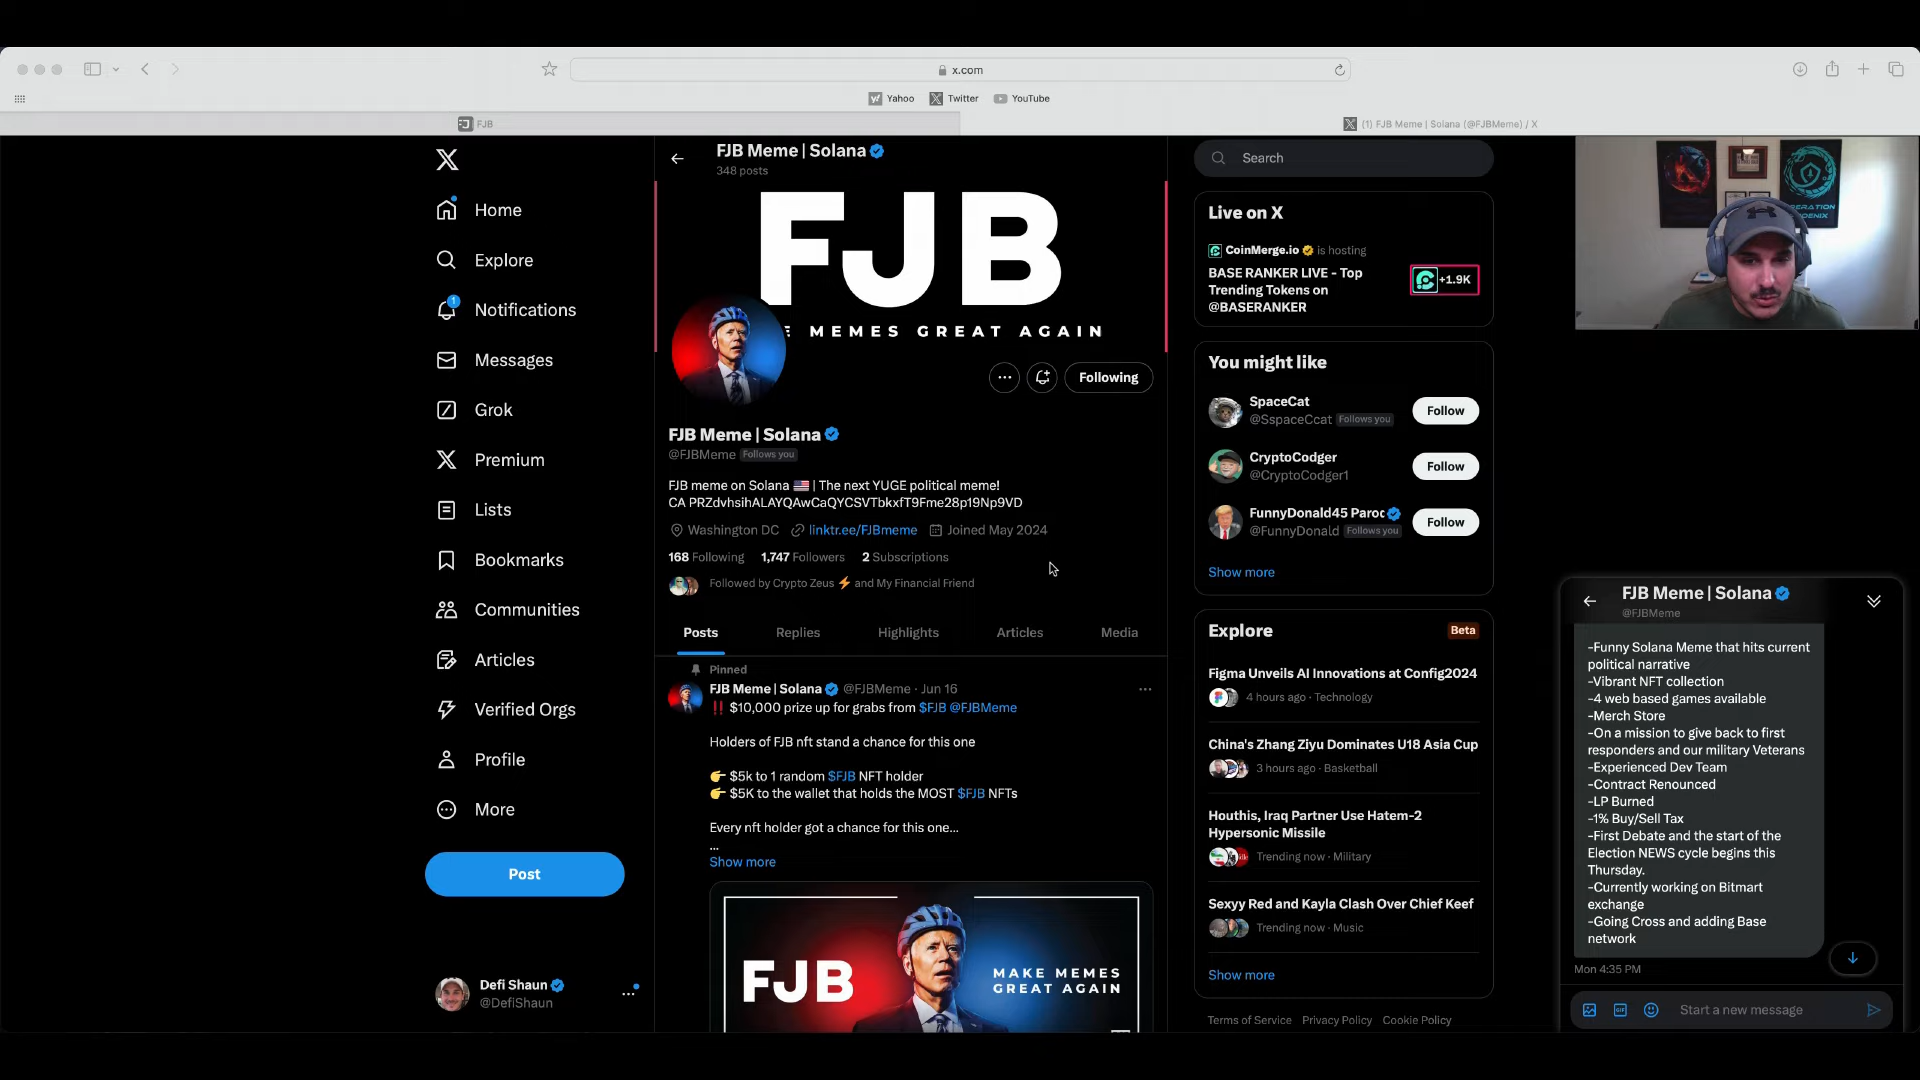 x.com
Yahoo
Twitter
YouTube
FJB
(1) FJB Meme | Solana (@FJBMeme) / X
Home
Explore
Notifications
1
Messages
Grok
Premium
Lists
Bookmarks
Communities
Articles
Verified Orgs
Profile
More
Post
Defi Shaun
@DefiShaun
FJB Meme | Solana
348 posts
FJB
E MEMES GREAT AGAIN
Following
FJB Meme | Solana
@FJBMeme Follows you
FJB meme on Solana 🇺🇸 | The next YUGE political meme!
CA PRZdvhsihALAYQAwCaQYCSVTbkxfT9Fme28p19Np9VD
Washington DC linktr.ee/FJBmeme Joined May 2024
168 Following 1,747 Followers 2 Subscriptions
Followed by Crypto Zeus ⚡ and My Financial Friend
Posts Replies Highlights Articles Media
Pinned
FJB Meme | Solana @FJBMeme · Jun 16
‼️ $10,000 prize up for grabs from $FJB @FJBMeme
Holders of FJB nft stand a chance for this one
👉 $5k to 1 random $FJB NFT holder
👉 $5K to the wallet that holds the MOST $FJB NFTs
Every nft holder got a chance for this one...
...
Show more
FJB
MAKE MEMES
GREAT AGAIN
Search
Live on X
CoinMerge.io is hosting
BASE RANKER LIVE - Top
Trending Tokens on
@BASERANKER
+1.9K
You might like
SpaceCat
@SspaceCcat Follows you
Follow
CryptoCodger
@CryptoCodger1
Follow
FunnyDonald45 Paroc
@FunnyDonald Follows you
Follow
Show more
Explore
Beta
Figma Unveils AI Innovations at Config2024
4 hours ago · Technology
China's Zhang Ziyu Dominates U18 Asia Cup
3 hours ago · Basketball
Houthis, Iraq Partner Use Hatem-2
Hypersonic Missile
Trending now · Military
Sexyy Red and Kayla Clash Over Chief Keef
Trending now · Music
Show more
Terms of Service Privacy Policy Cookie Policy
FJB Meme | Solana
@FJBMeme
-Funny Solana Meme that hits current
political narrative
-Vibrant NFT collection
-4 web based games available
-Merch Store
-On a mission to give back to first
responders and our military Veterans
-Experienced Dev Team
-Contract Renounced
-LP Burned
-1% Buy/Sell Tax
-First Debate and the start of the
Election NEWS cycle begins this
Thursday.
-Currently working on Bitmart
exchange
-Going Cross and adding Base
network
Mon 4:35 PM
GIF
Start a new message